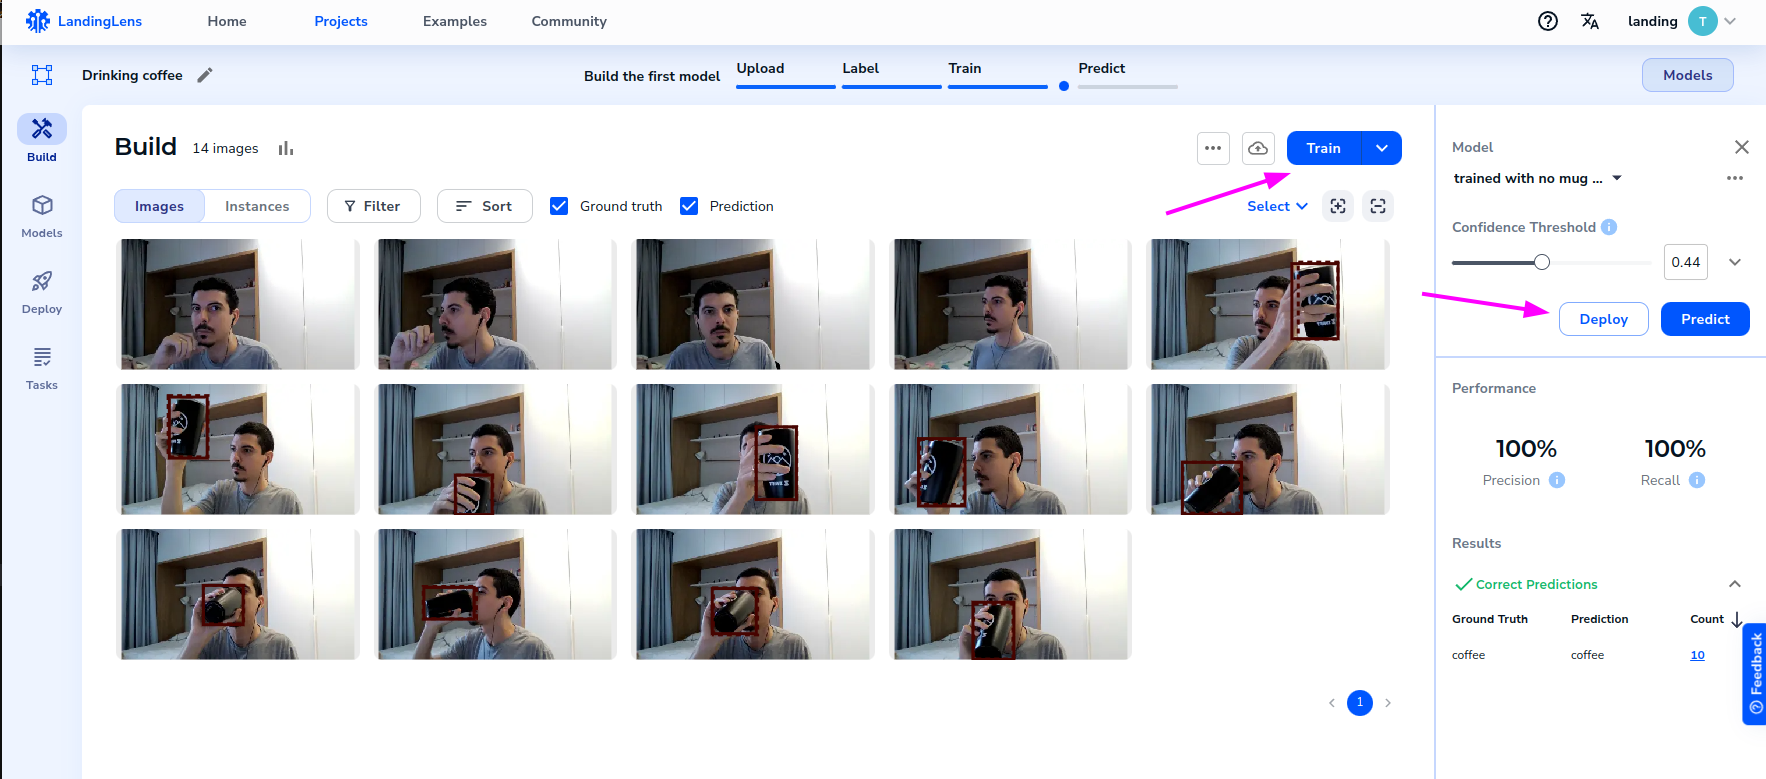 LandingLens
Home
Projects
Examples
Community
landing
T
Drinking coffee
Build the first model
Upload
Label
Train
Predict
Models
Build
Models
Deploy
Tasks
Build
14 images
Train
Images
Instances
Filter
Sort
Ground truth
Prediction
Select
1
Model
trained with no mug ...
Confidence Threshold
0.44
Deploy
Predict
Performance
100%
100%
Precision
Recall
Results
Correct Predictions
Ground Truth
Prediction
Count
coffee
coffee
10
Feedback